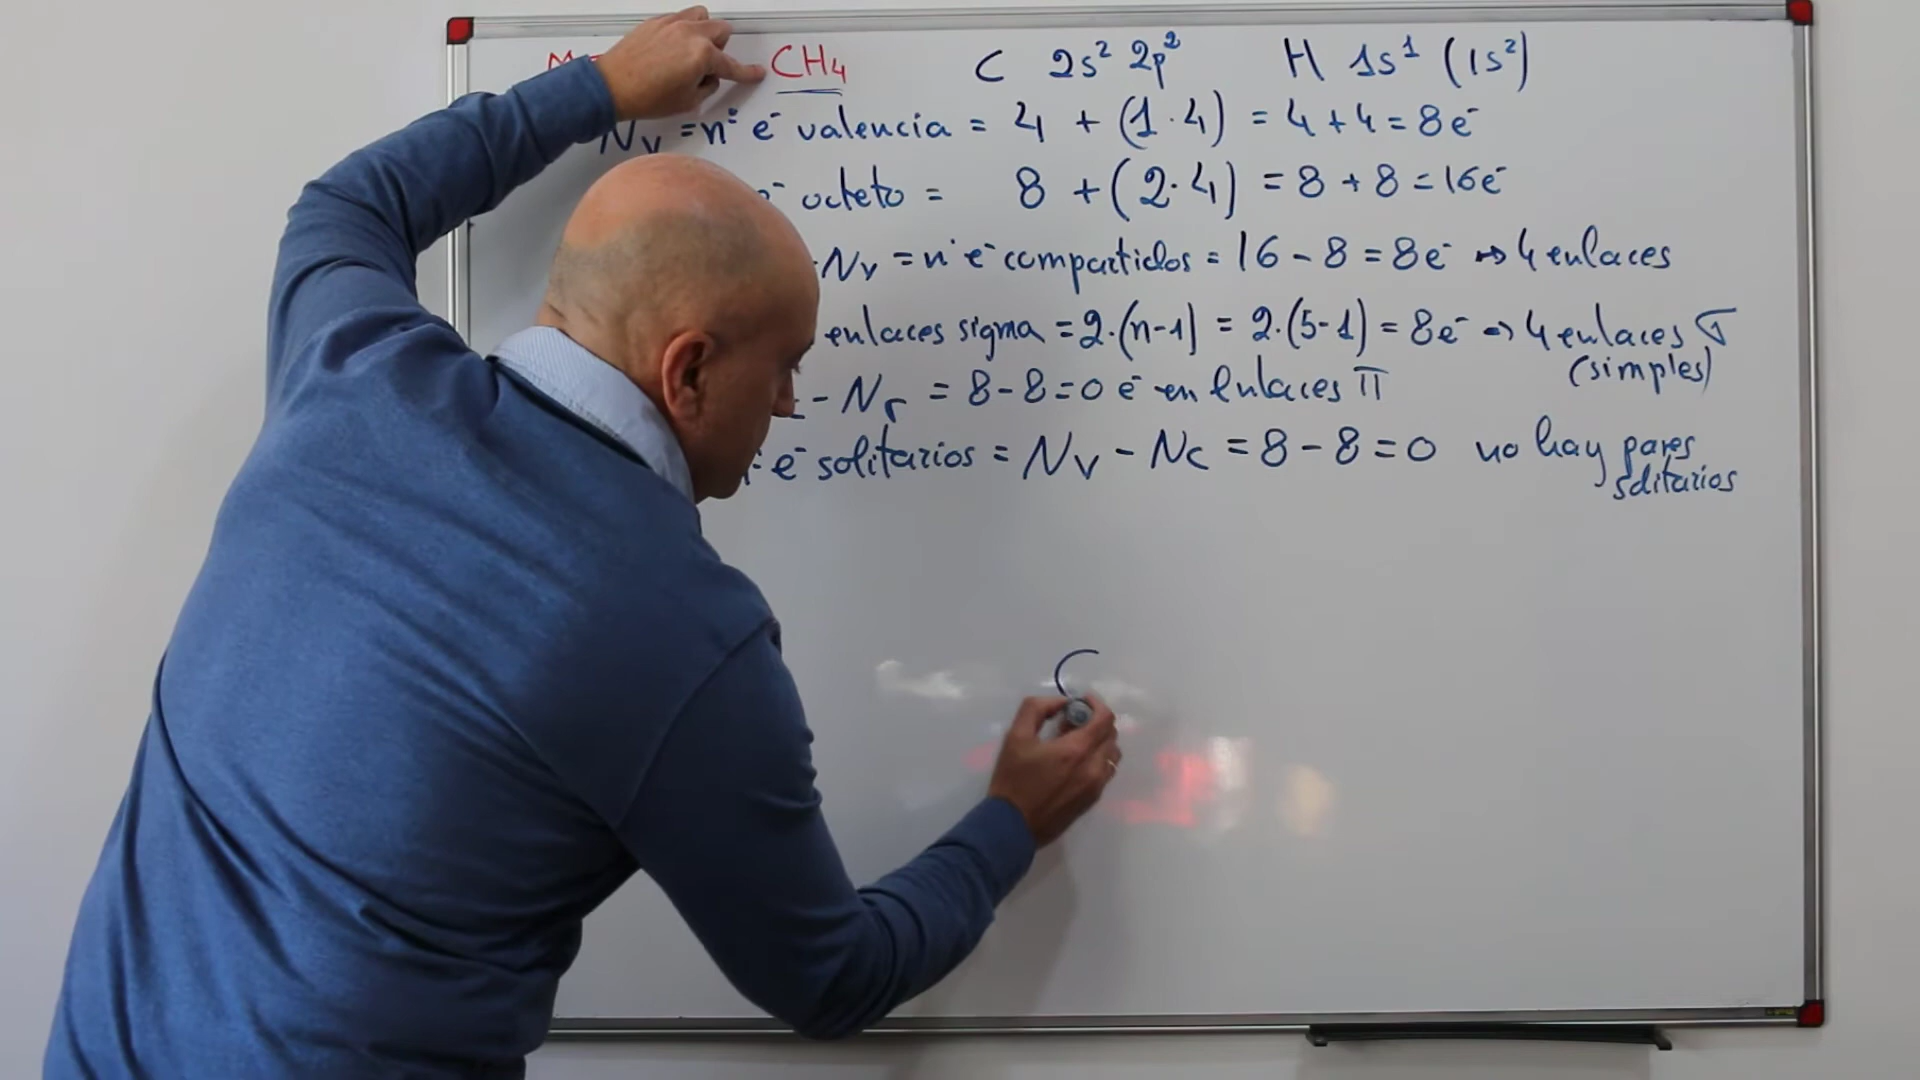 CH₄ C 2s² 2p² H 1s¹ (1s²)
Nv = nº e⁻ valencia = 4 + (1·4) = 4+4 = 8e⁻
e⁻ octeto = 8 + (2·4) = 8+8 = 16e⁻
-Nv = nº e⁻ compartidos = 16-8 = 8e⁻ → 4 enlaces
enlaces sigma = 2·(n-1) = 2·(5-1) = 8e⁻ → 4 enlaces σ
(simples)
- Nσ = 8-8=0 e⁻ en enlaces π
e⁻ solitarios = Nv - Nc = 8-8=0 no hay pares
solitarios
C